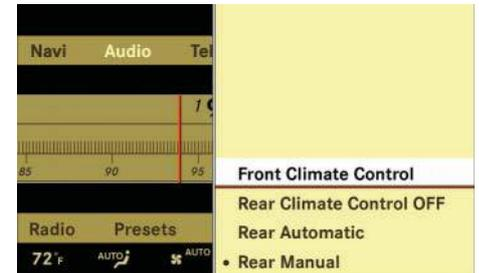 Navi Audio Tel
85 90 95
Front Climate Control
Rear Climate Control OFF
Rear Automatic
• Rear Manual
Radio Presets
72°F AUTO AUTO